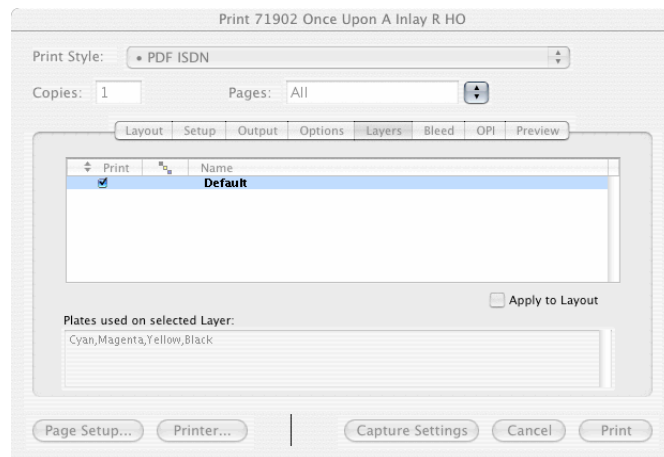 Print 71902 Once Upon A Inlay R HO
Print Style: • PDF ISDN
Copies: 1 Pages: All
Layout Setup Output Options Layers Bleed OPI Preview
Print Name
Default
Apply to Layout
Plates used on selected Layer:
Cyan,Magenta,Yellow,Black
Page Setup... Printer... Capture Settings Cancel Print